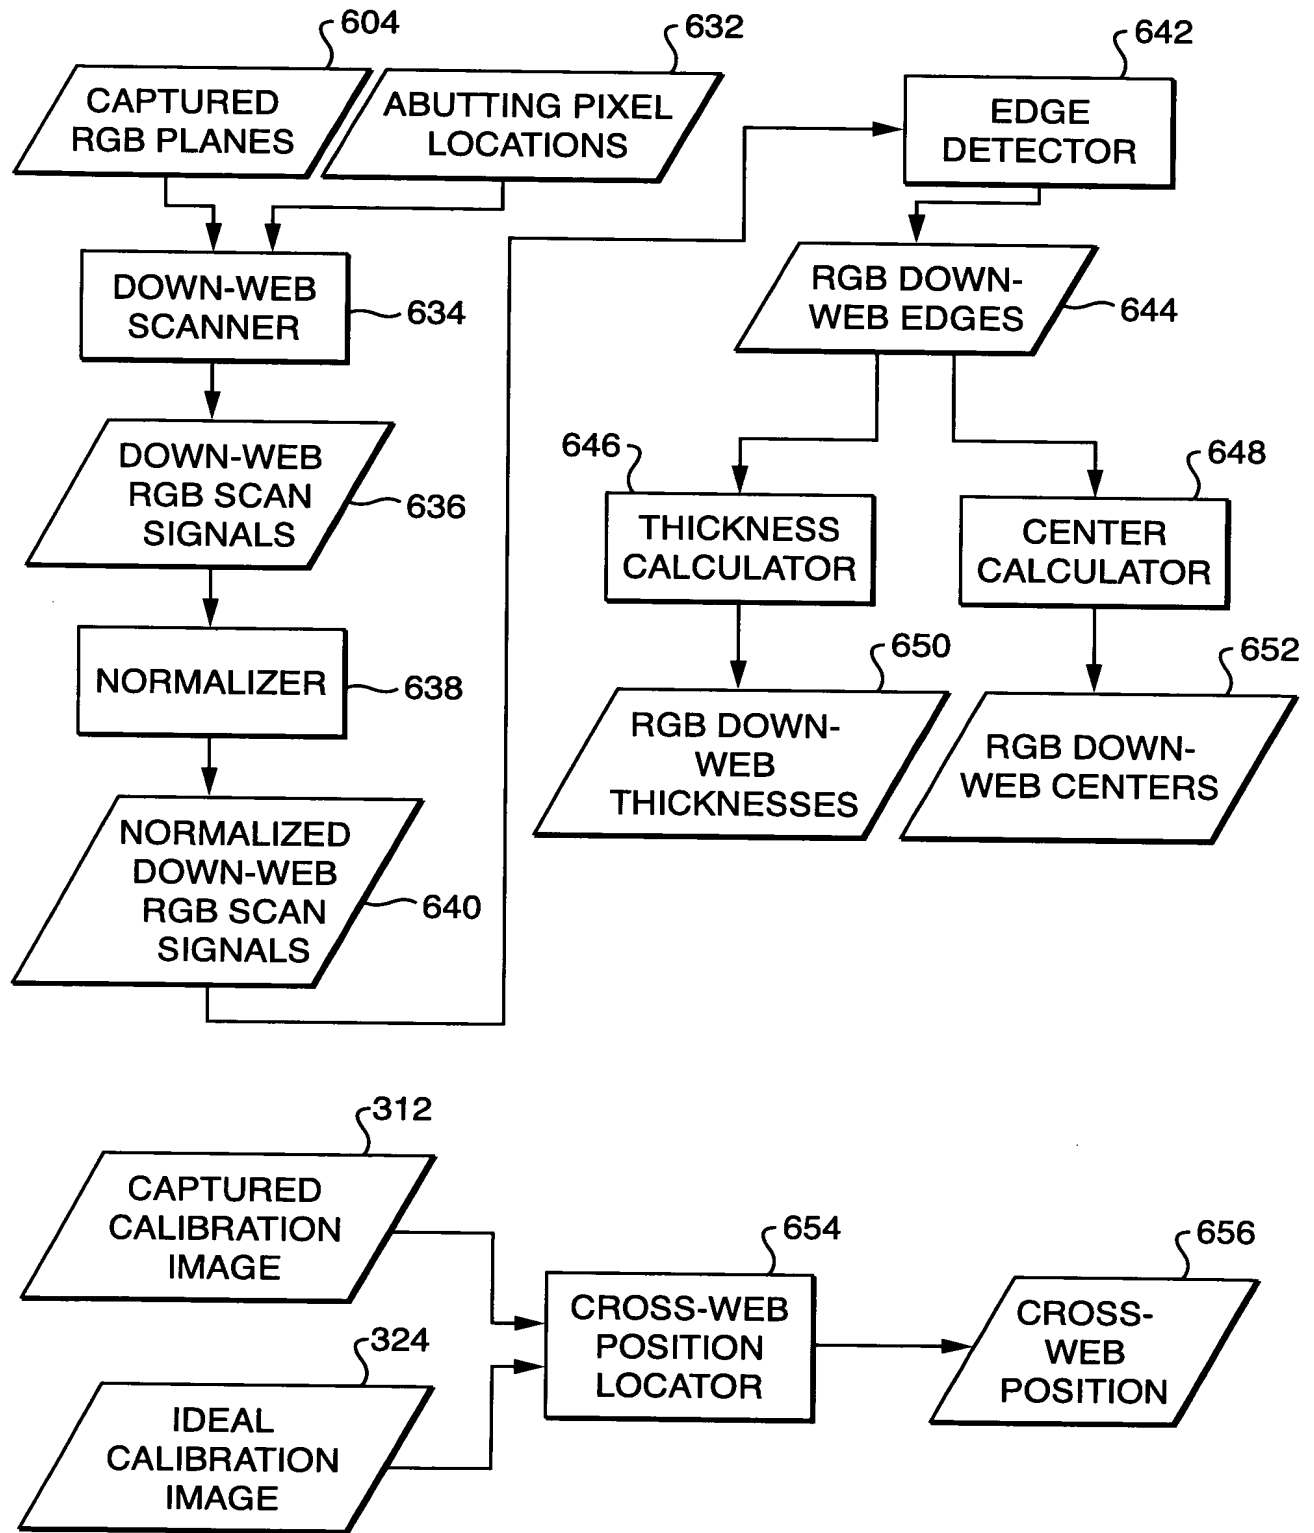 604
CAPTURED
RGB PLANES
632
ABUTTING PIXEL
LOCATIONS
DOWN-WEB
SCANNER
634
DOWN-WEB
RGB SCAN
SIGNALS
636
NORMALIZER
638
NORMALIZED
DOWN-WEB
RGB SCAN
SIGNALS
640
642
EDGE
DETECTOR
RGB DOWN-
WEB EDGES
644
646
THICKNESS
CALCULATOR
648
CENTER
CALCULATOR
650
RGB DOWN-
WEB
THICKNESSES
652
RGB DOWN-
WEB CENTERS
312
CAPTURED
CALIBRATION
IMAGE
324
IDEAL
CALIBRATION
IMAGE
654
CROSS-WEB
POSITION
LOCATOR
656
CROSS-
WEB
POSITION